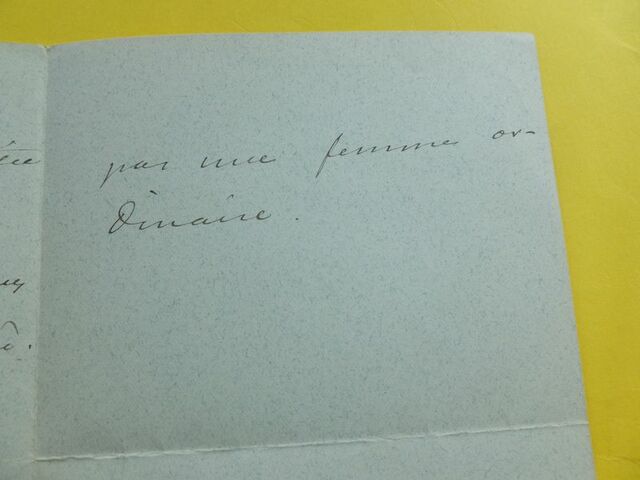 par une femme or-
dinaire.